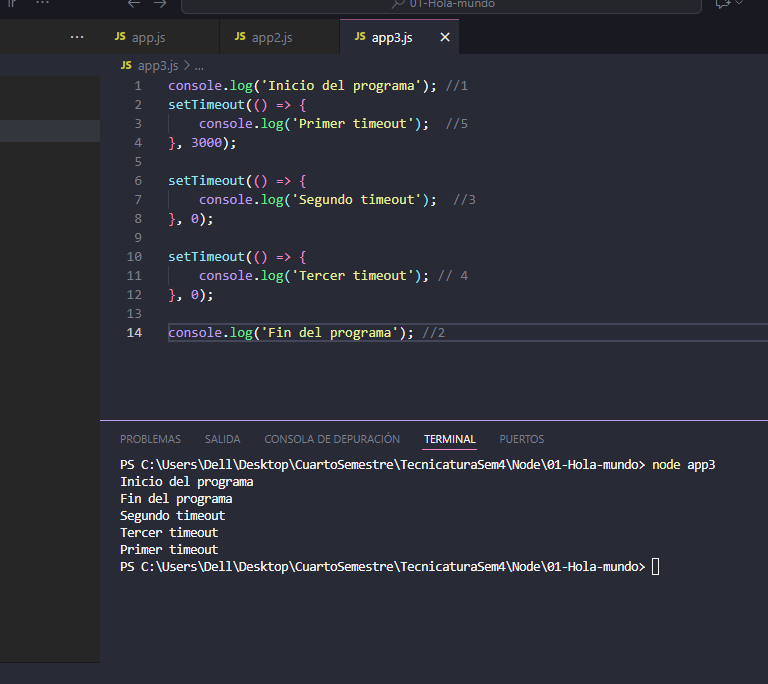 01-Hola-mundo
JS app.js
JS app2.js
JS app3.js
JS app3.js > ...
1 console.log('Inicio del programa'); //1
2 setTimeout(() => {
3     console.log('Primer timeout');  //5
4 }, 3000);
5
6 setTimeout(() => {
7     console.log('Segundo timeout');  //3
8 }, 0);
9
10 setTimeout(() => {
11     console.log('Tercer timeout'); // 4
12 }, 0);
13
14 console.log('Fin del programa'); //2
PROBLEMAS SALIDA CONSOLA DE DEPURACIÓN TERMINAL PUERTOS
PS C:\Users\Dell\Desktop\CuartoSemestre\TecnicaturaSem4\Node\01-Hola-mundo> node app3
Inicio del programa
Fin del programa
Segundo timeout
Tercer timeout
Primer timeout
PS C:\Users\Dell\Desktop\CuartoSemestre\TecnicaturaSem4\Node\01-Hola-mundo>